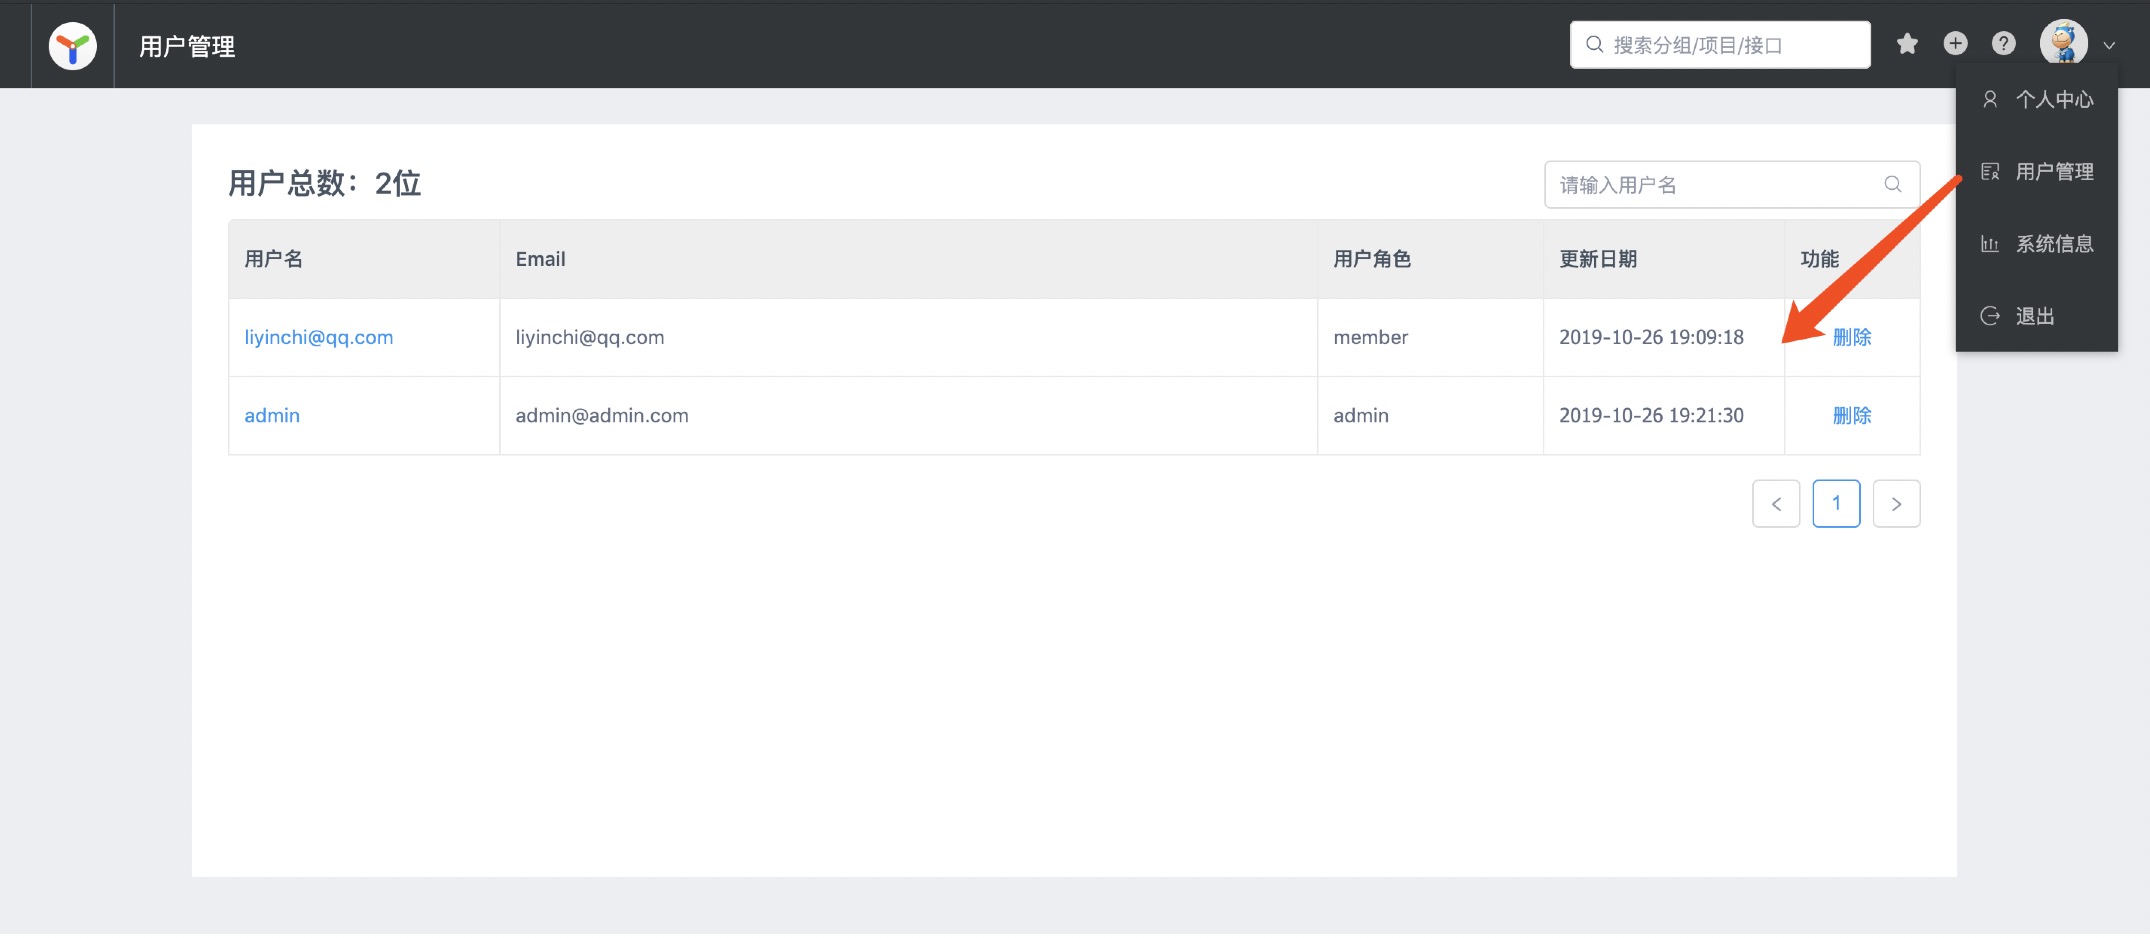 用户管理
搜索分组/项目/接口
个人中心
用户管理
系统信息
退出
用户总数：2位
请输入用户名
用户名 Email 用户角色 更新日期 功能
liyinchi@qq.com liyinchi@qq.com member 2019-10-26 19:09:18 删除
admin admin@admin.com admin 2019-10-26 19:21:30 删除
1